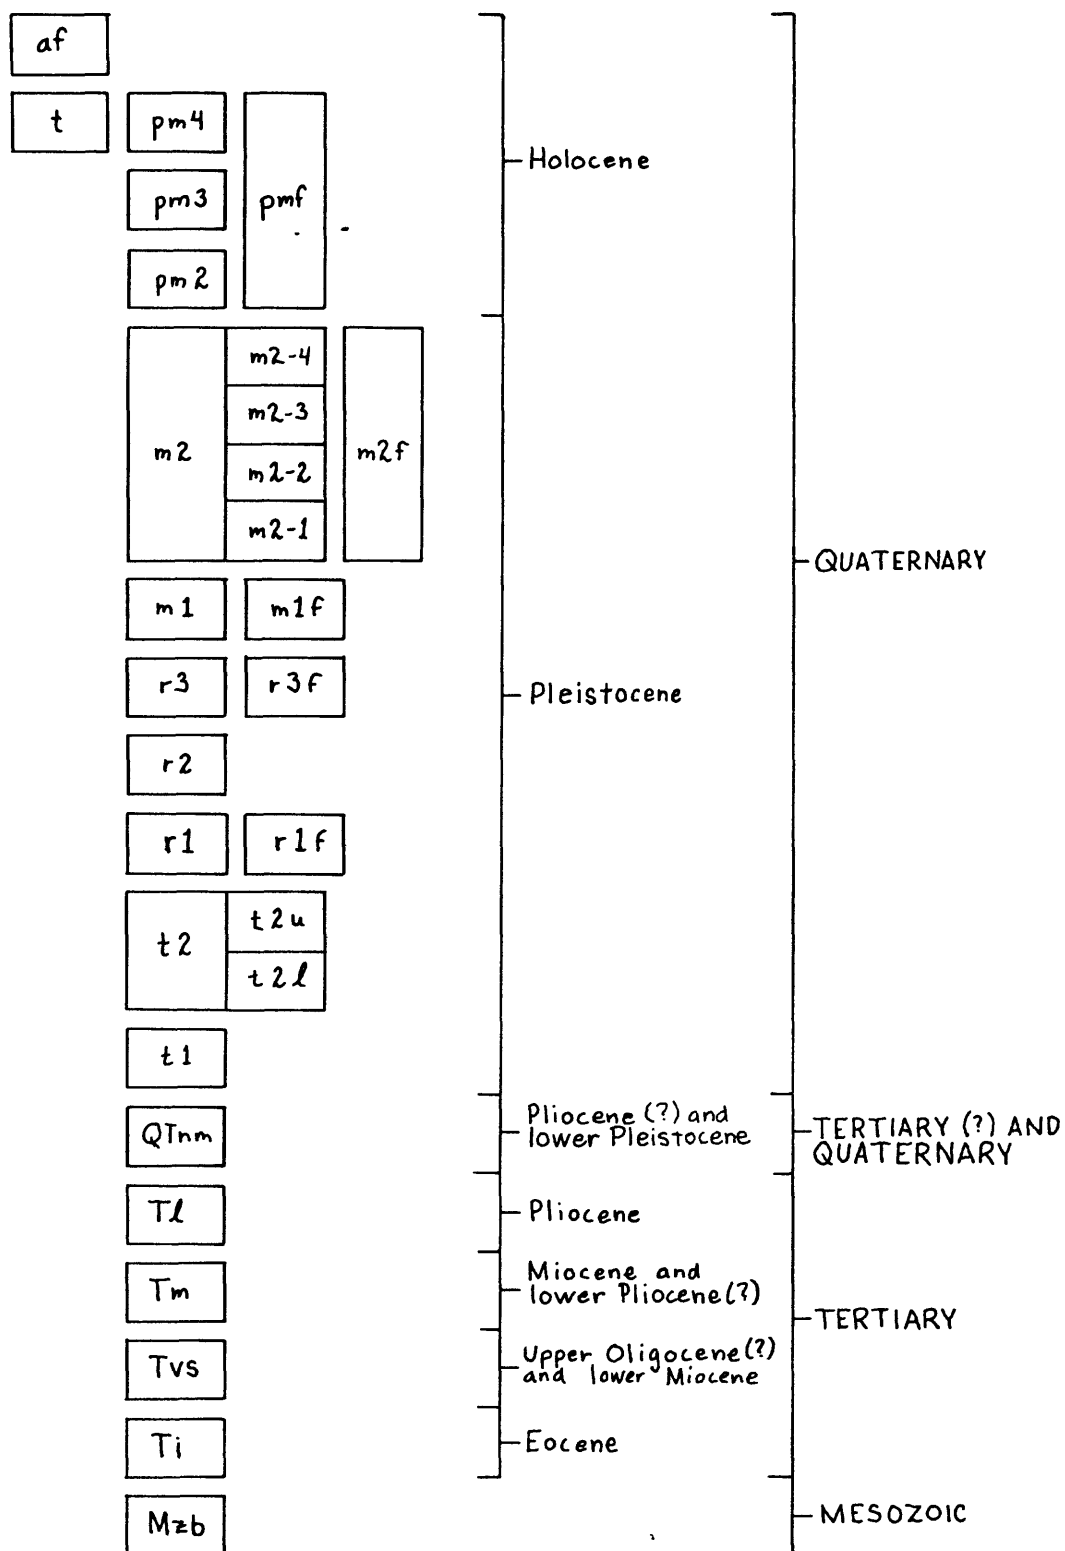 af
t
pm4
pm3
pmf
pm2
Holocene
m2
m2-4
m2-3
m2-2
m2-1
m2f
m1
m1f
r3
r3f
r2
r1
r1f
t2
t2u
t2l
t1
Pleistocene
QUATERNARY
QTnm
Pliocene (?) and
lower Pleistocene
TERTIARY (?) AND
QUATERNARY
Tl
Pliocene
Tm
Miocene and
lower Pliocene(?)
TERTIARY
Tvs
Upper Oligocene(?)
and lower Miocene
Ti
Eocene
Mzb
MESOZOIC